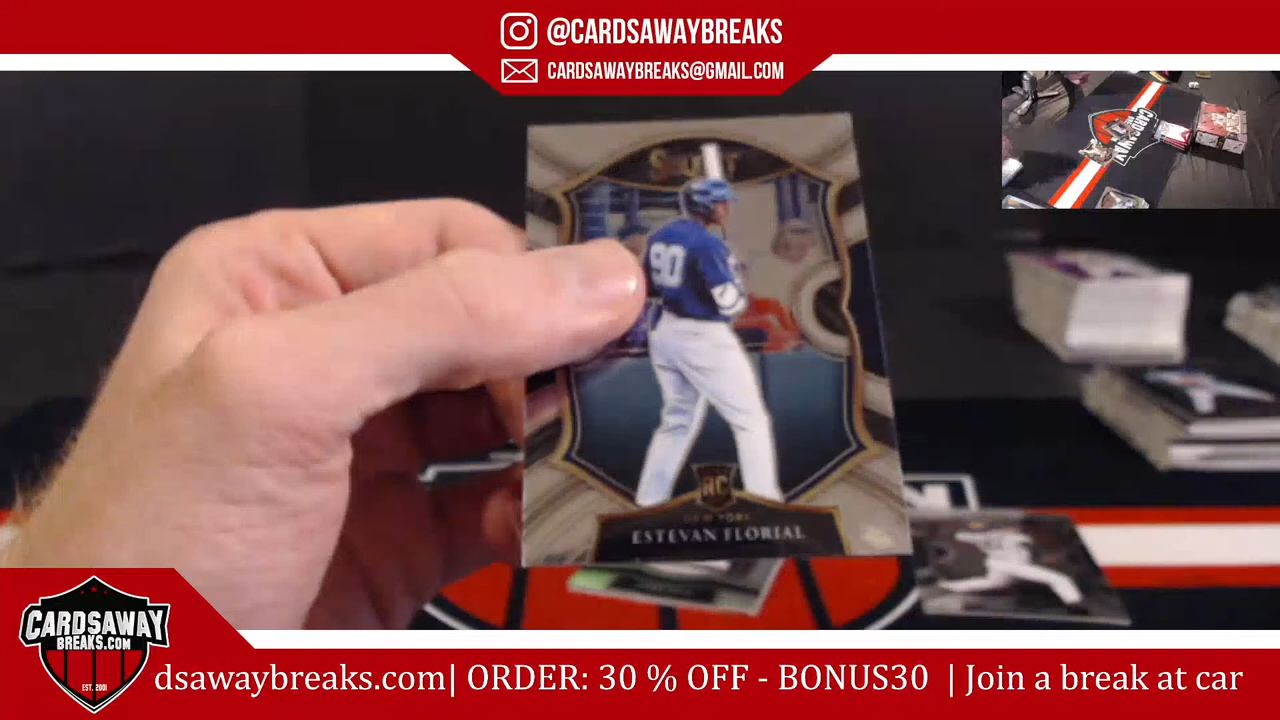 @CARDSAWAYBREAKS
CARDSAWAYBREAKS@GMAIL.COM
90
RC
NEW YORK
ESTEVAN FLORIAL
CARDSAWAY
BREAKS.COM
EST. 2001
dsawaybreaks.com| ORDER: 30 % OFF - BONUS30 | Join a break at car